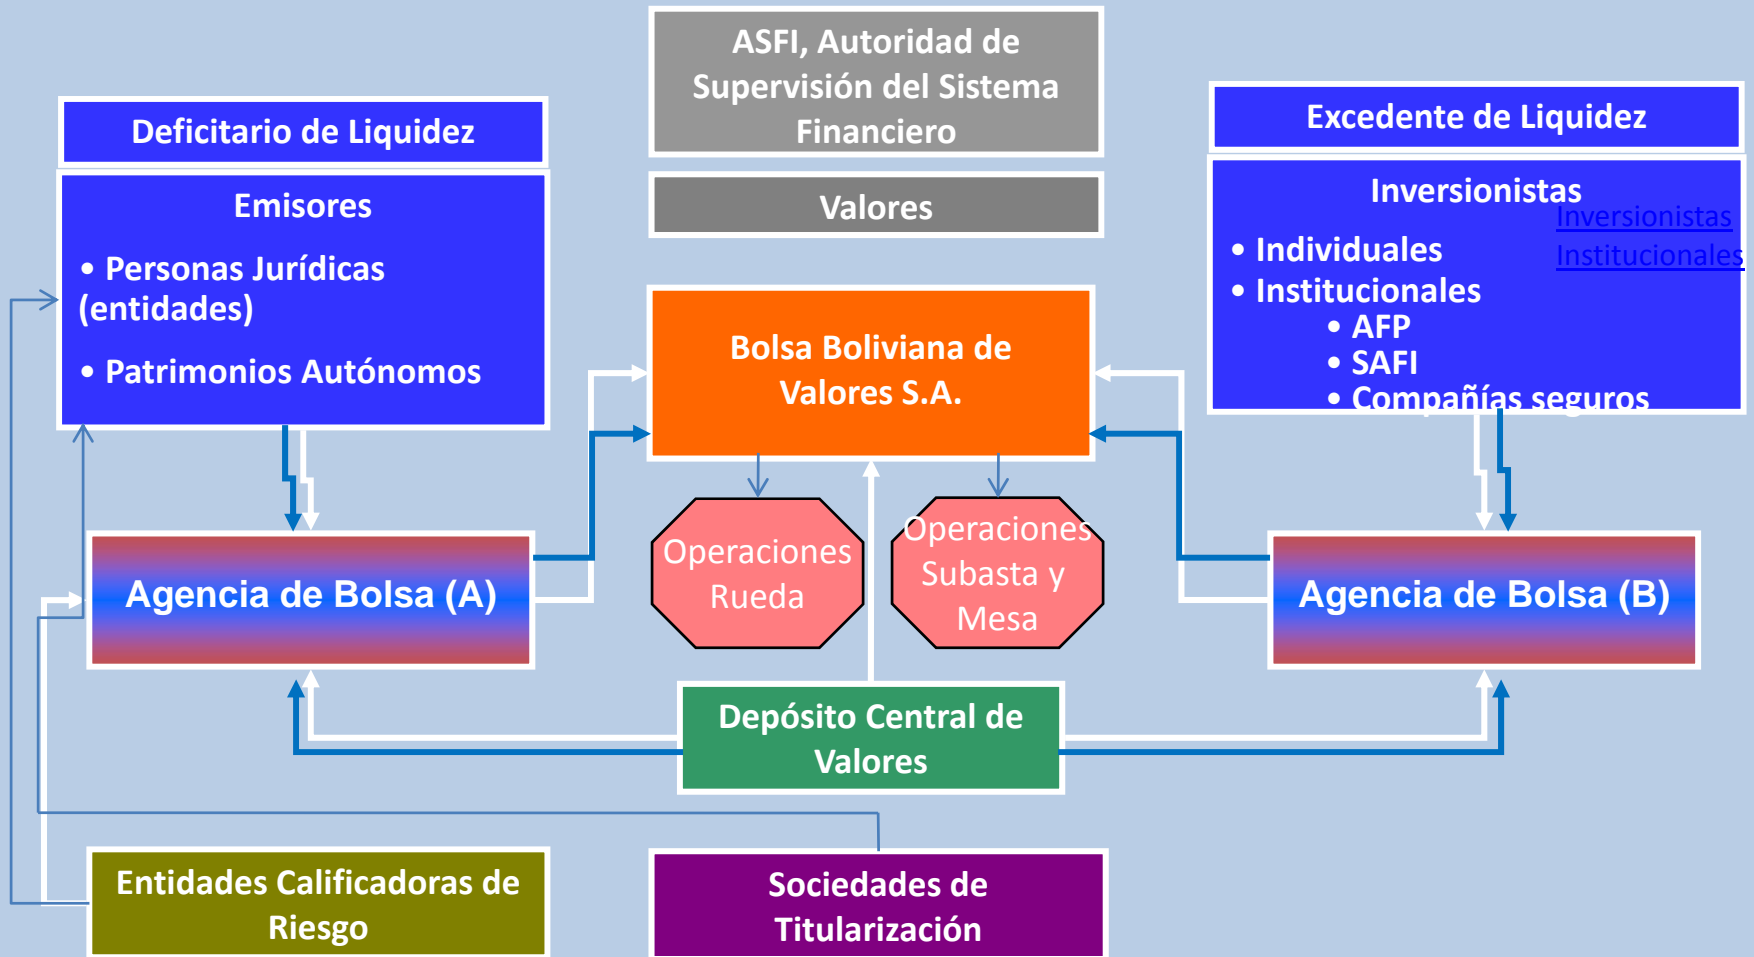 ASFI, Autoridad de
Supervisión del Sistema
Financiero
Valores
Deficitario de Liquidez
Emisores
• Personas Jurídicas
(entidades)
• Patrimonios Autónomos
Excedente de Liquidez
Inversionistas
Inversionistas
Institucionales
• Individuales
• Institucionales
• AFP
• SAFI
• Compañías seguros
Bolsa Boliviana de
Valores S.A.
Operaciones
Rueda
Operaciones
Subasta y
Mesa
Agencia de Bolsa (A)
Agencia de Bolsa (B)
Depósito Central de
Valores
Entidades Calificadoras de
Riesgo
Sociedades de
Titularización